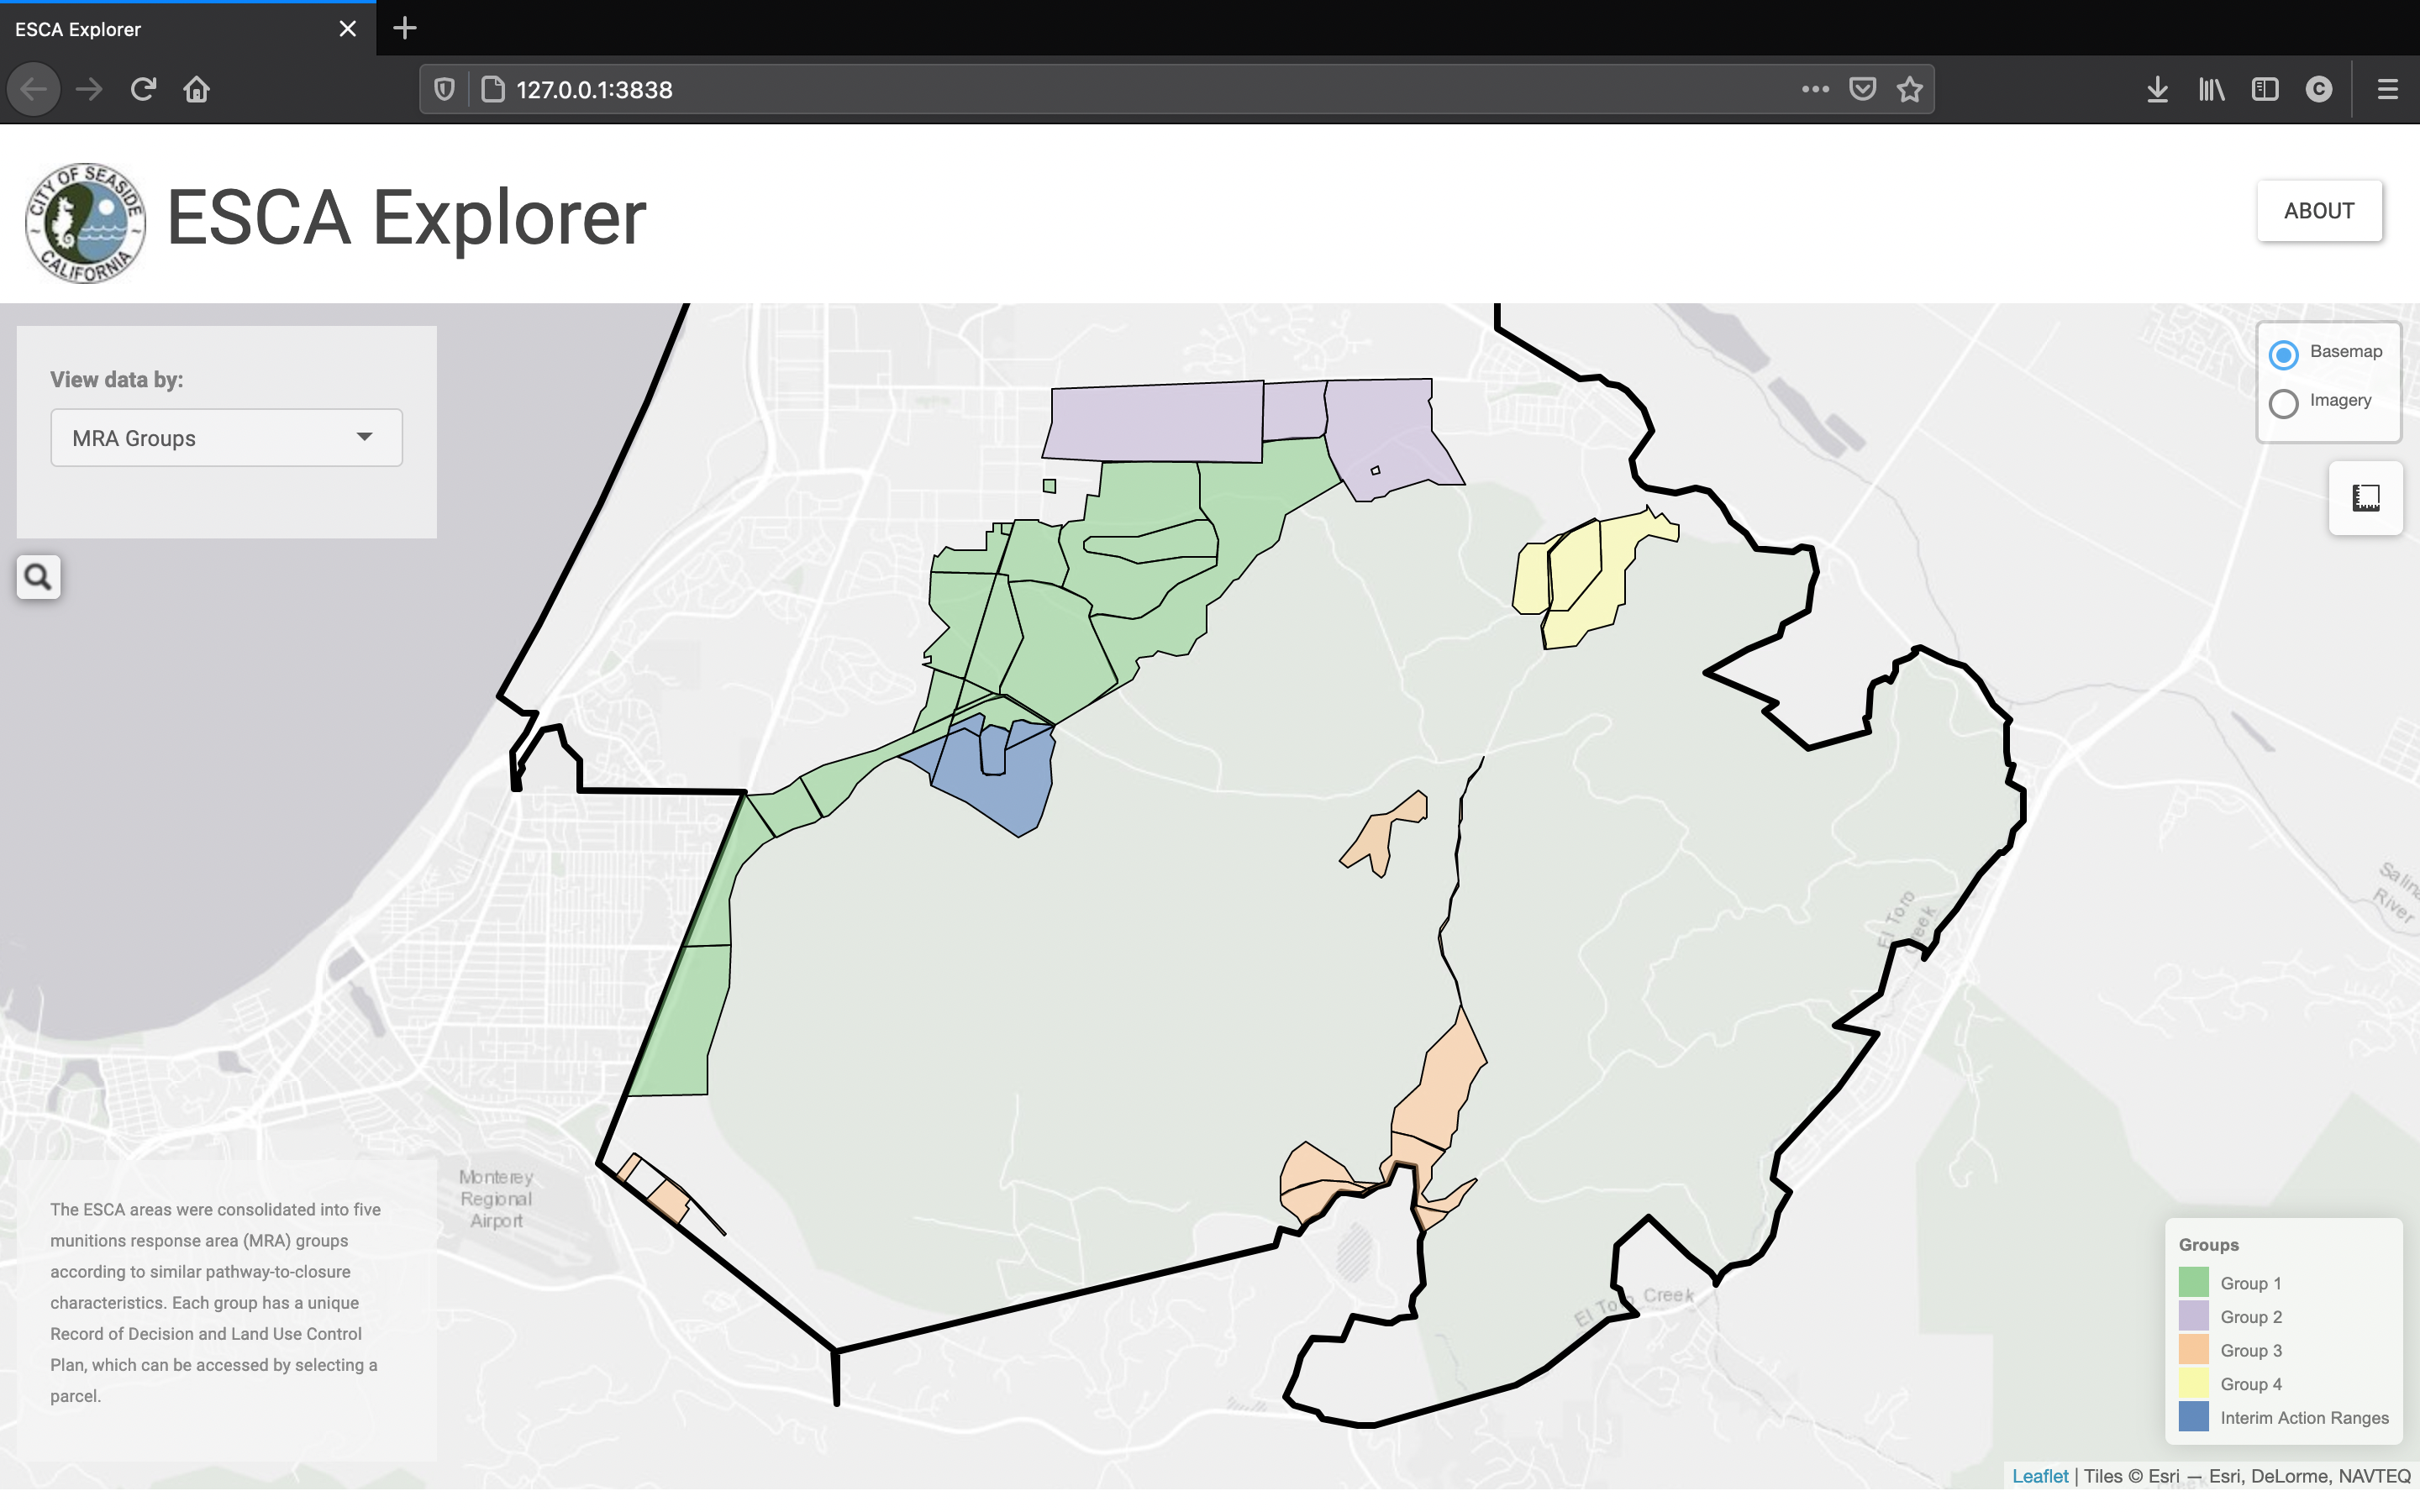 ESCA Explorer
127.0.0.1:3838
CITY OF SEASIDE
CALIFORNIA
ESCA Explorer
ABOUT
View data by:
MRA Groups
Basemap
Imagery
El Toro
Creek
River
Monterey
Regional
Airport
El Toro Creek
The ESCA areas were consolidated into five
munitions response area (MRA) groups
according to similar pathway-to-closure
characteristics. Each group has a unique
Record of Decision and Land Use Control
Plan, which can be accessed by selecting a
parcel.
Groups
Group 1
Group 2
Group 3
Group 4
Interim Action Ranges
Leaflet | Tiles © Esri — Esri, DeLorme, NAVTEQ